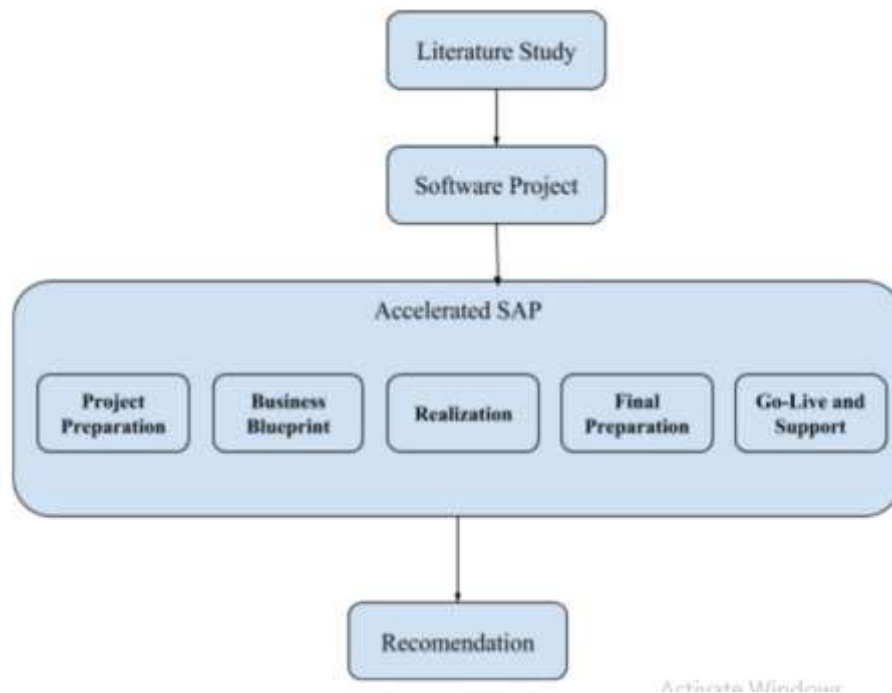 Literature Study
Software Project
Accelerated SAP
Project
Preparation
Business
Blueprint
Realization
Final
Preparation
Go-Live and
Support
Recomendation
Activate Windows